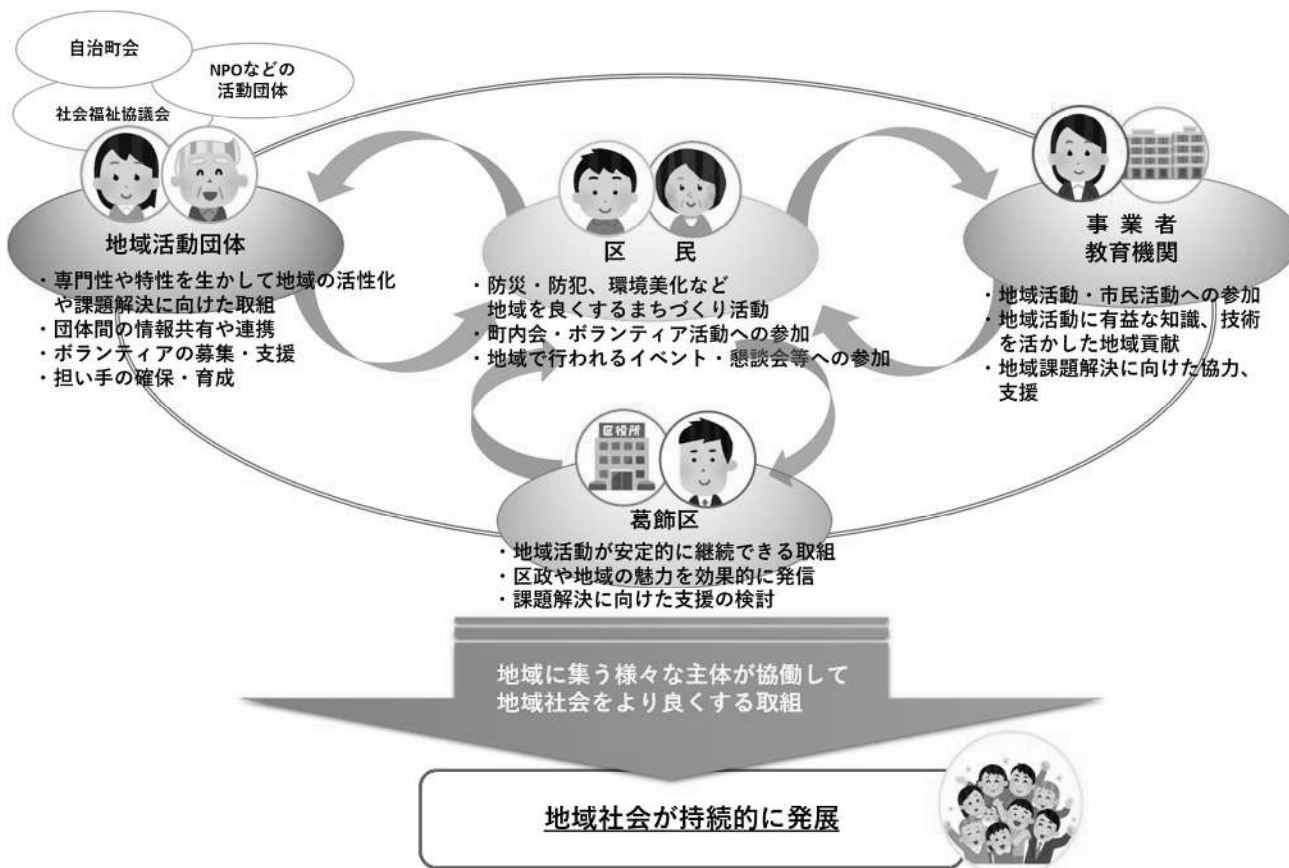 自治町会
NPOなどの
活動団体
社会福祉協議会
地域活動団体
・専門性や特性を生かして地域の活性化
や課題解決に向けた取組
・団体間の情報共有や連携
・ボランティアの募集・支援
・担い手の確保・育成
区 民
・防災・防犯、環境美化など
地域を良くするまちづくり活動
・町内会・ボランティア活動への参加
・地域で行われるイベント・懇談会等への参加
事 業 者
教育機関
・地域活動・市民活動への参加
・地域活動に有益な知識、技術
を活かした地域貢献
・地域課題解決に向けた協力、
支援
区役所
葛飾区
・地域活動が安定的に継続できる取組
・区政や地域の魅力を効果的に発信
・課題解決に向けた支援の検討
地域に集う様々な主体が協働して
地域社会をより良くする取組
地域社会が持続的に発展